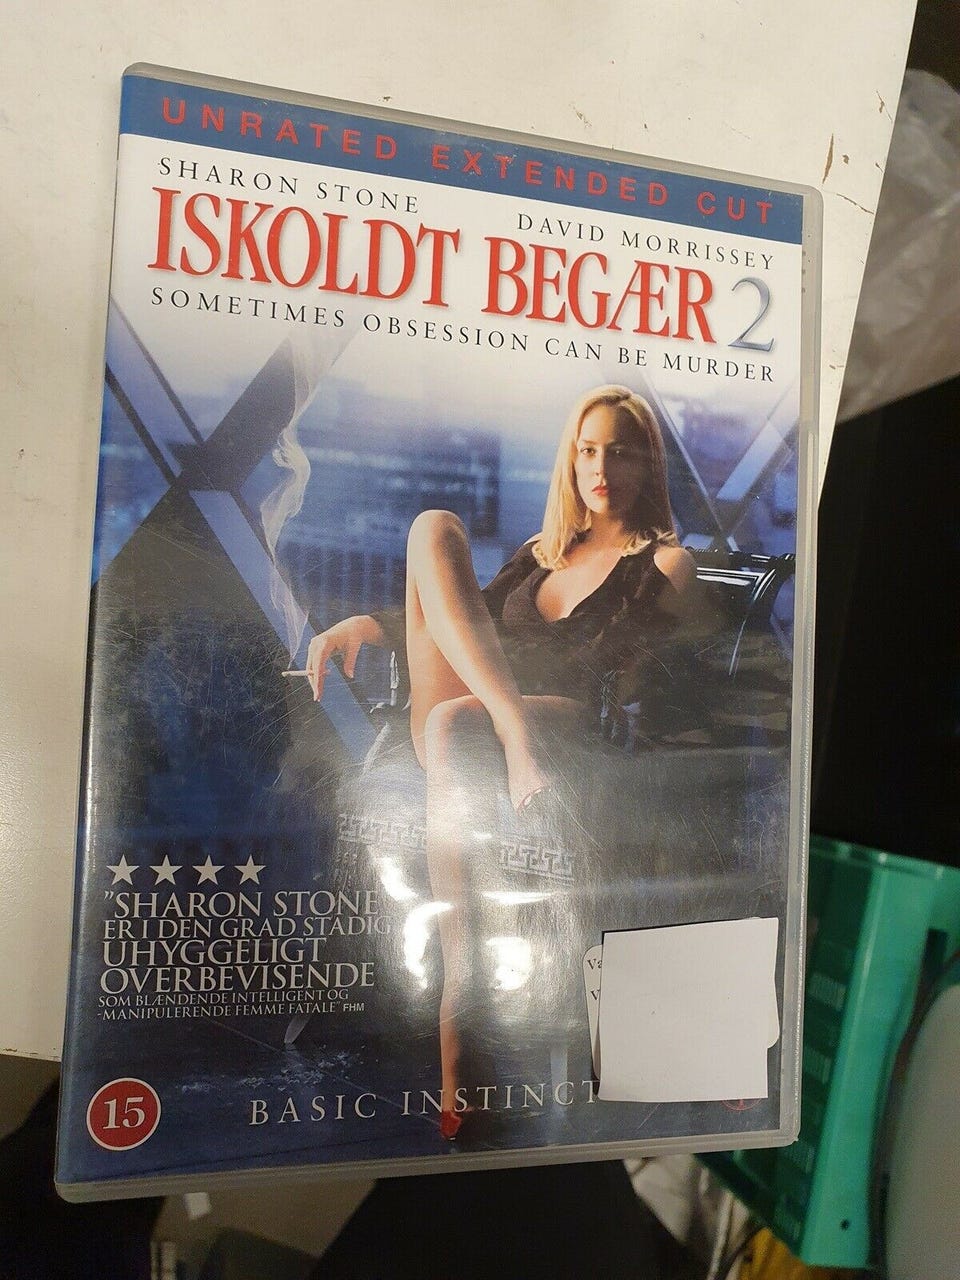 UNRATED EXTENDED CUT
SHARON STONE
DAVID MORRISSEY
ISKOLDT BEGÆR 2
SOMETIMES OBSESSION CAN BE MURDER
★★★★
"SHARON STONE
ER I DEN GRAD STADIG
UHYGGELIGT
OVERBEVISENDE
SOM BLÆNDENDE INTELLIGENT OG
-MANIPULERENDE FEMME FATALE" FHM
15
BASIC INSTINCT